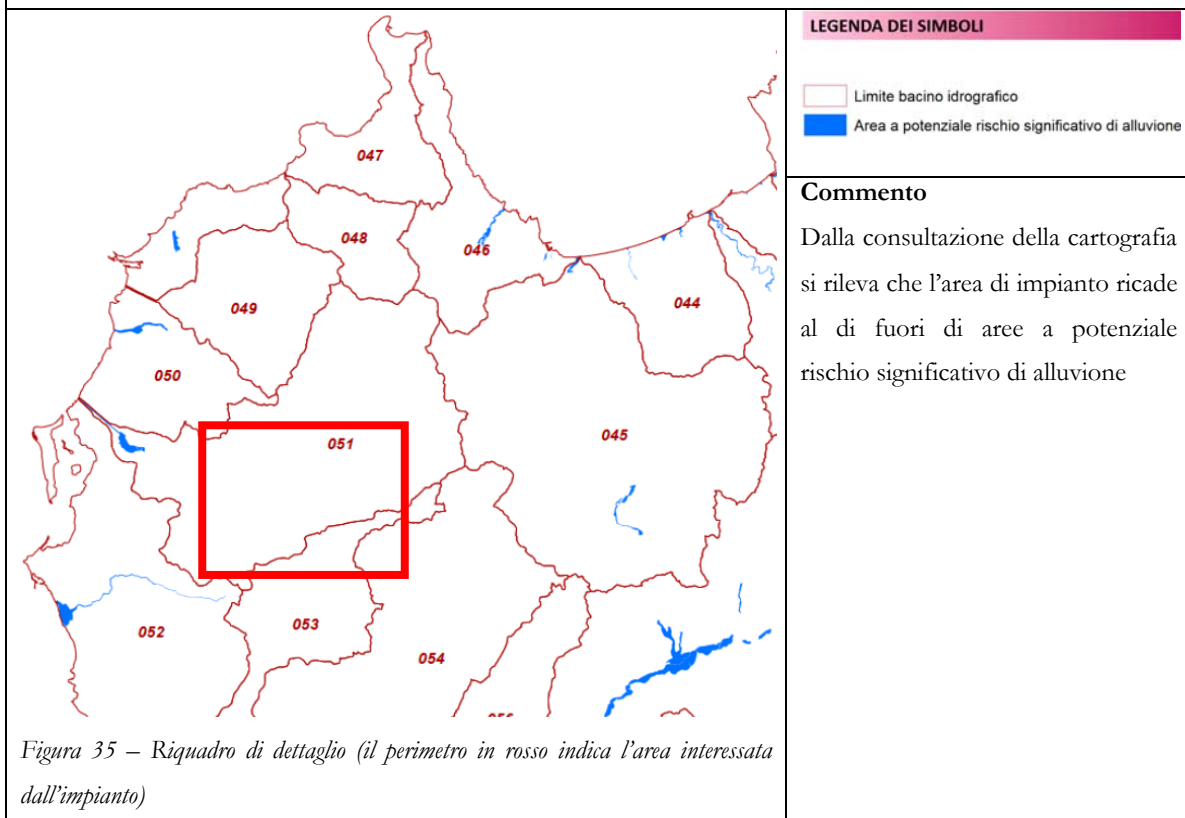 LEGENDA DEI SIMBOLI
Limite bacino idrografico
Area a potenziale rischio significativo di alluvione
047
048
046
049
044
050
051
045
052
053
054
Commento
Dalla consultazione della cartografia
si rileva che l'area di impianto ricade
al di fuori di aree a potenziale
rischio significativo di alluvione
Figura 35 – Riquadro di dettaglio (il perimetro in rosso indica l'area interessata
dall'impianto)